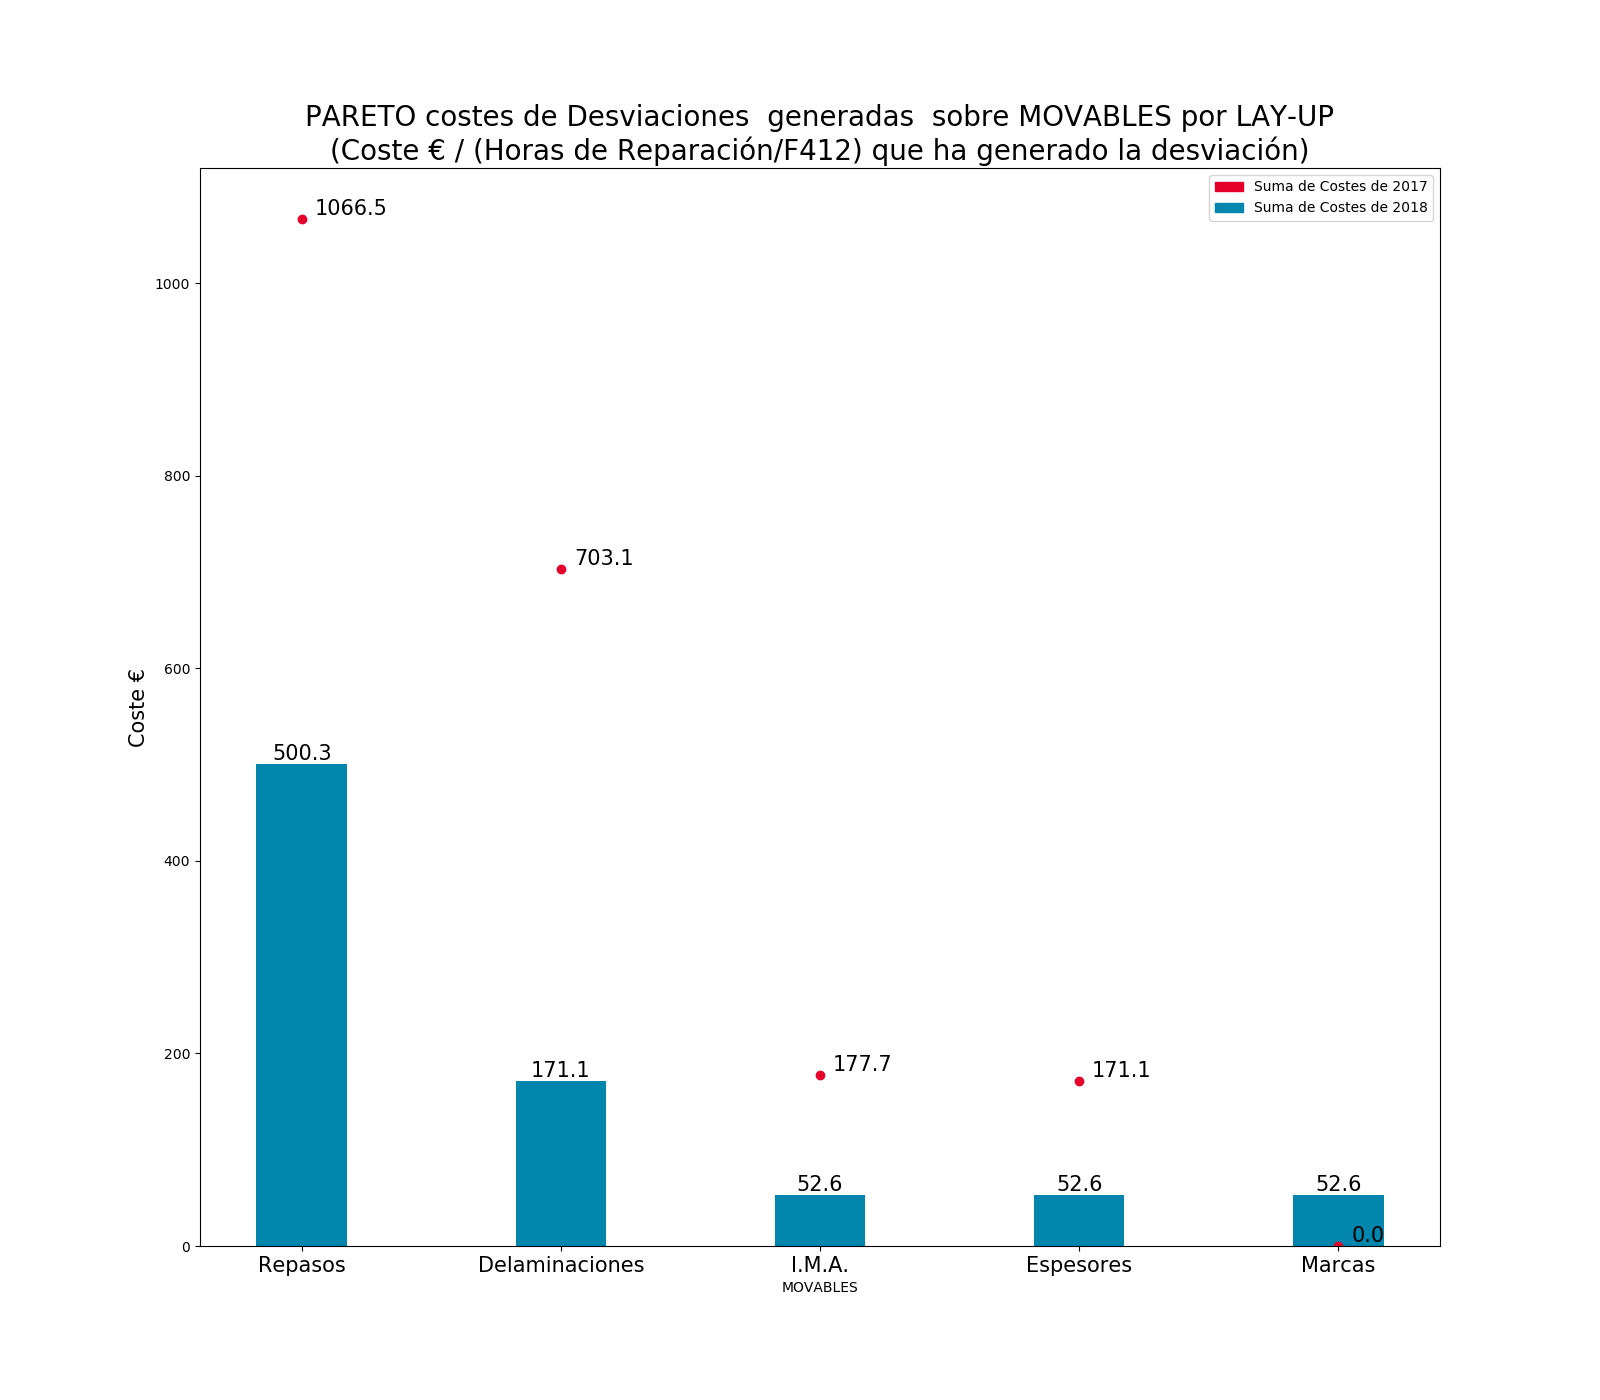 PARETO costes de Desviaciones  generadas  sobre MOVABLES por LAY-UP
(Coste € / (Horas de Reparación/F412) que ha generado la desviación)
Suma de Costes de 2017
Suma de Costes de 2018
1066.5
1000
800
703.1
600
Coste €
500.3
400
200
171.1
177.7
171.1
52.6
52.6
52.6
0.0
0
Repasos
Delaminaciones
I.M.A.
Espesores
Marcas
MOVABLES